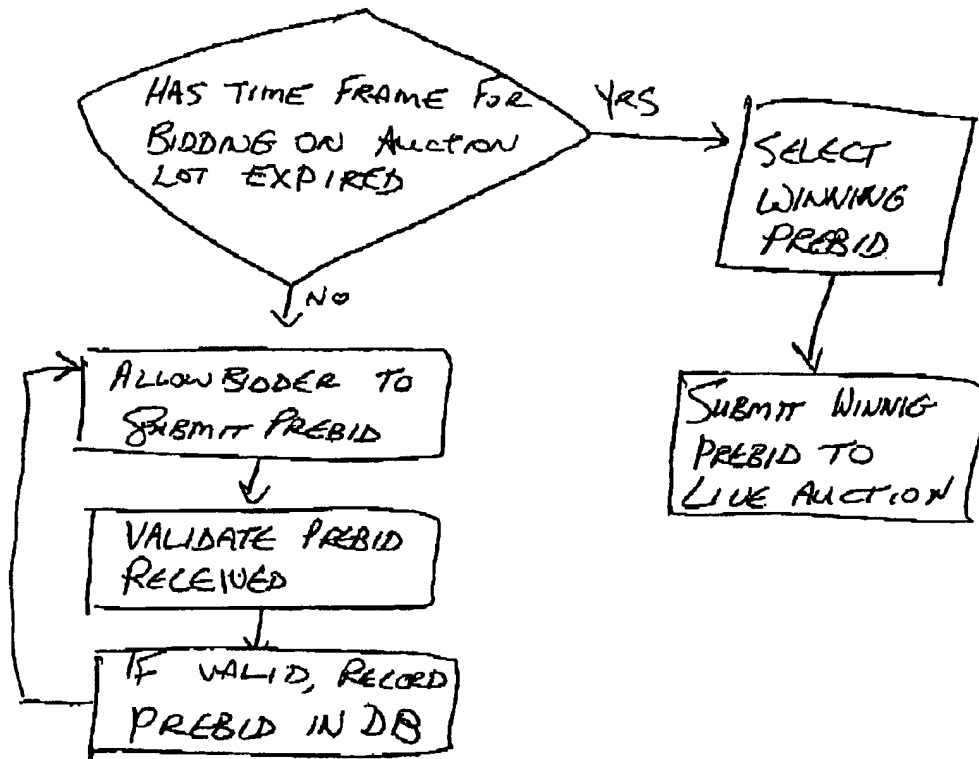 HAS TIME FRAME FOR
BIDDING ON AUCTION
LOT EXPIRED
YES
SELECT
WINNING
PREBID
NO
ALLOW BIDDER TO
SUBMIT PREBID
SUBMIT WINNIG
PREBID TO
LIVE AUCTION
VALIDATE PREBID
RECEIVED
IF VALID, RECORD
PREBID IN DB